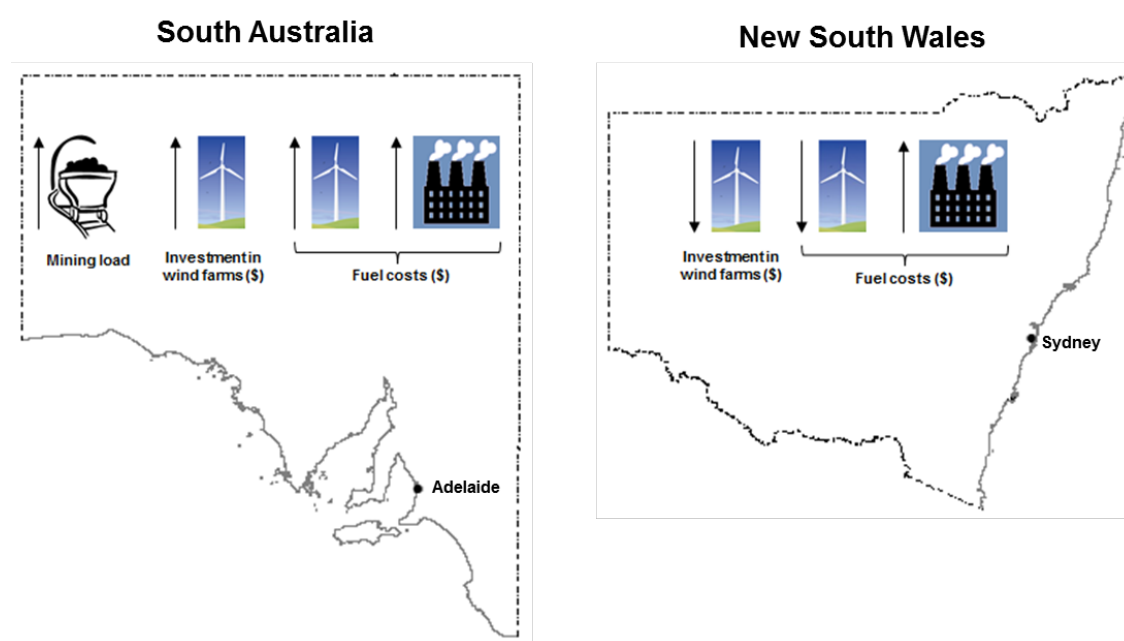 South Australia
Mining load
Investment in
wind farms ($)
Fuel costs ($)
Adelaide
New South Wales
Investment in
wind farms ($)
Fuel costs ($)
Sydney